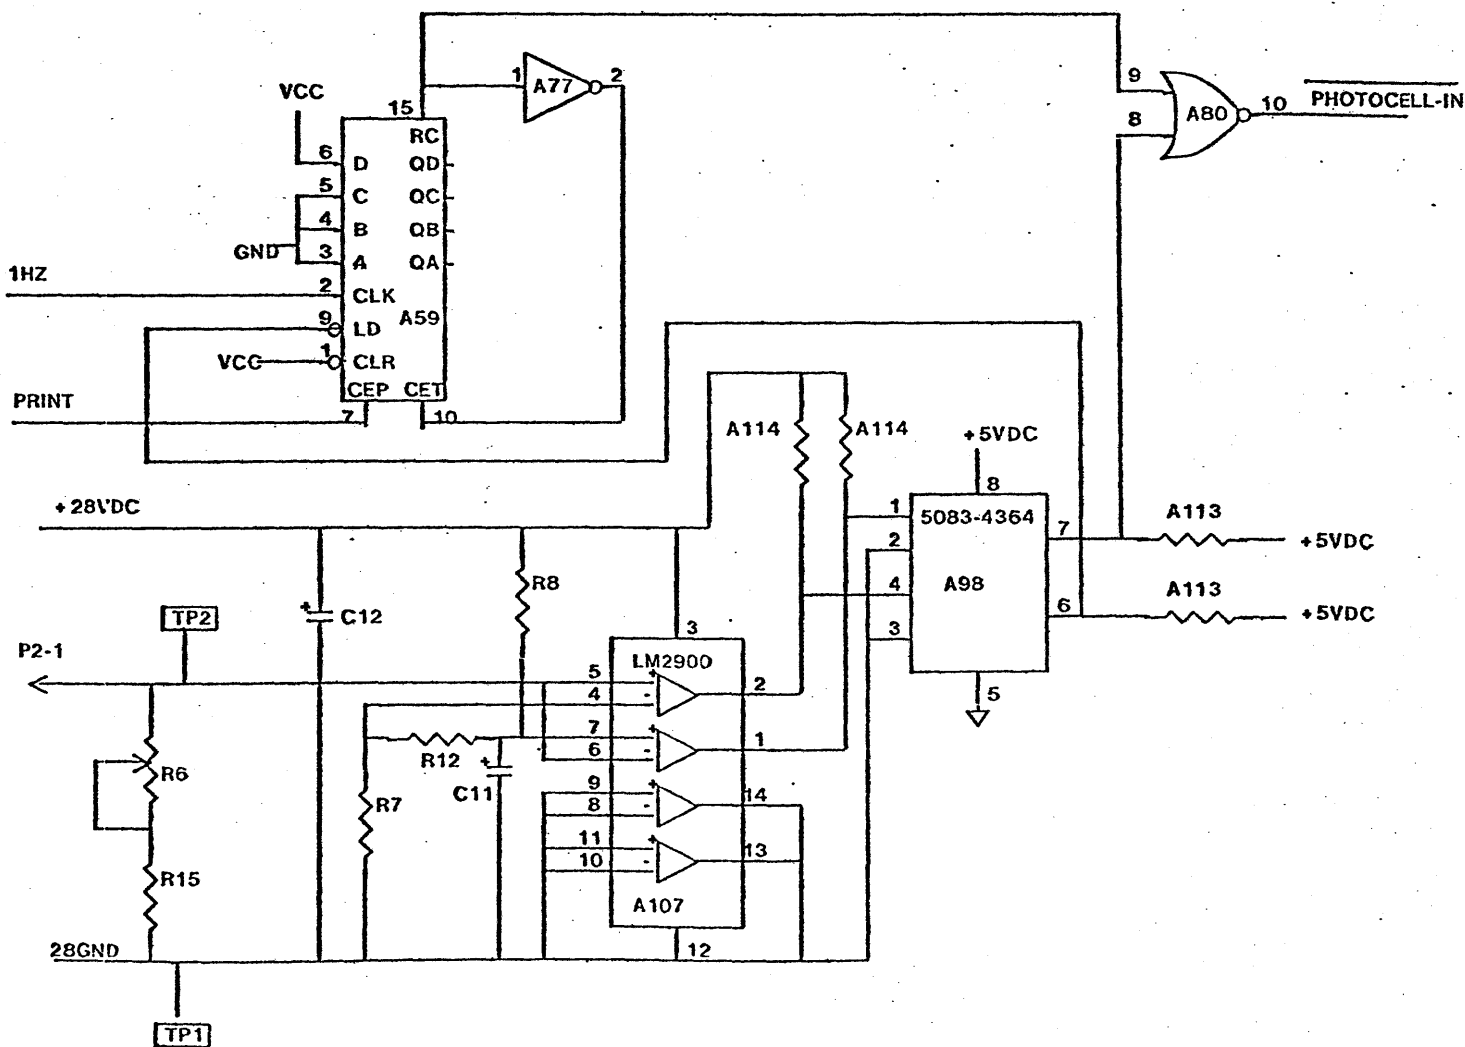 9
1 A77 2
VCC
PHOTOCELL-IN
10
A80
8
15
RC
6 D QD
5 C QC
4 B QB
GND
3 A QA
1HZ
2 CLK
9 LD A59
VCC 1 CLR
CEP CET
PRINT
7 10
A114 A114
+5VDC
8
+28VDC
1 5083-4364 7 A113
+5VDC
2
R8
4 A98 A113
6 +5VDC
TP2
C12
+
3
3
P2-1
LM2900
5 + 2
4 -
5
7 + 1
R12 6 -
R6
+
C11
9 + 14
R7
8 -
11 + 13
10 -
R15
A107
28GND
12
TP1